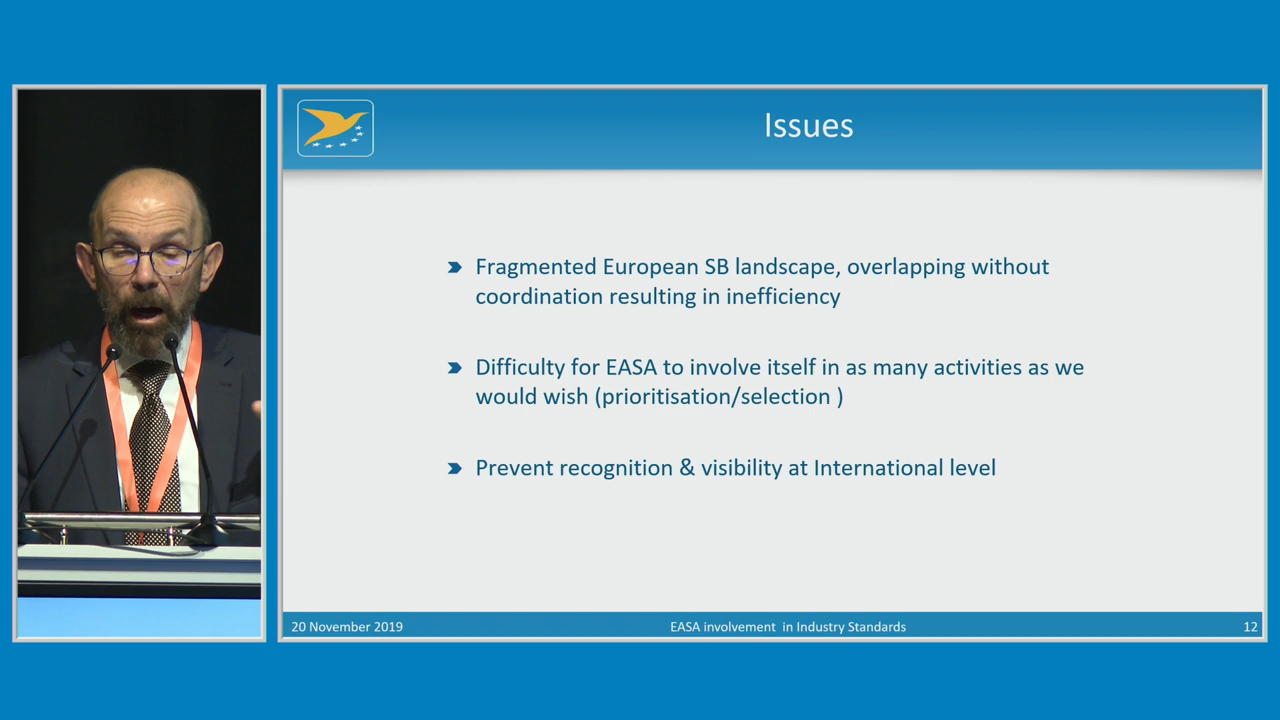 Issues
Fragmented European SB landscape, overlapping without
coordination resulting in inefficiency
Difficulty for EASA to involve itself in as many activities as we
would wish (prioritisation/selection )
Prevent recognition & visibility at International level
20 November 2019
EASA involvement  in Industry Standards
12